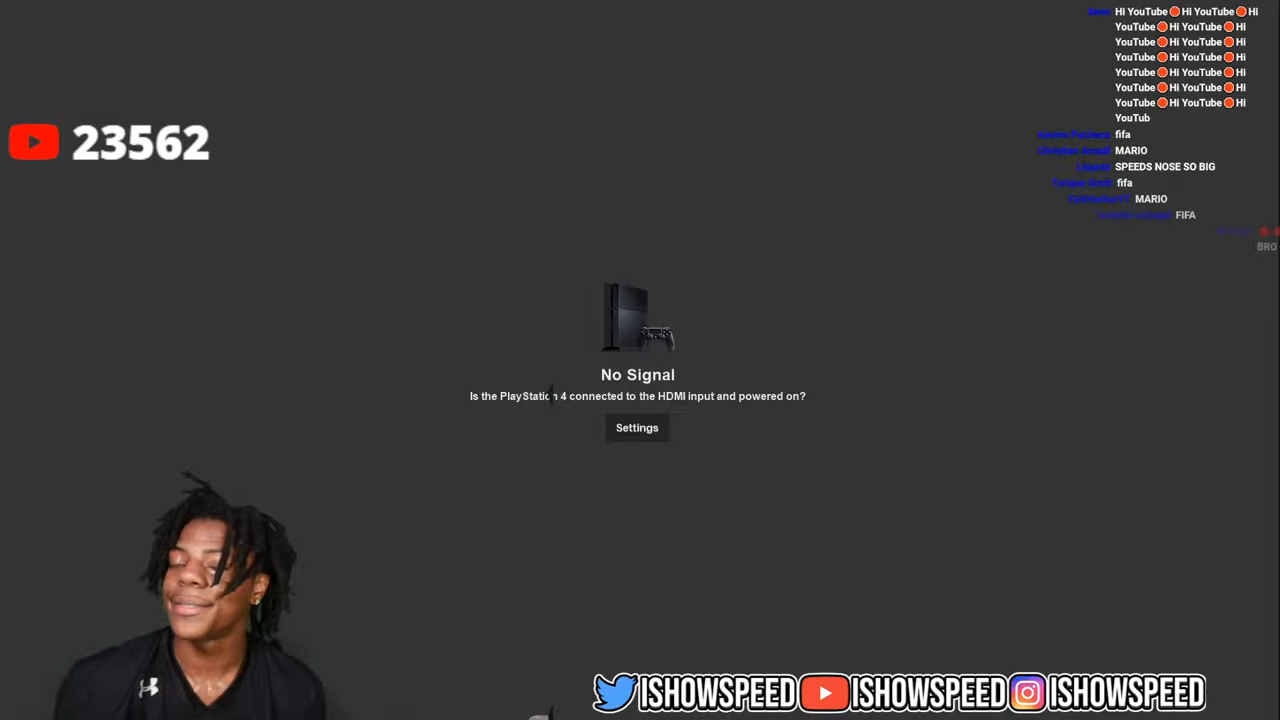 Hi YouTube🔴Hi YouTube🔴Hi
YouTube🔴Hi YouTube🔴Hi
YouTube🔴Hi YouTube🔴Hi
YouTube🔴Hi YouTube🔴Hi
YouTube🔴Hi YouTube🔴Hi
YouTube🔴Hi YouTube🔴Hi
YouTube🔴Hi YouTube🔴Hi
YouTub
fifa
MARIO
SPEEDS NOSE SO BIG
fifa
MARIO
FIFA
BRO
23562
No Signal
Is the PlayStation 4 connected to the HDMI input and powered on?
Settings
ISHOWSPEED ISHOWSPEED ISHOWSPEED